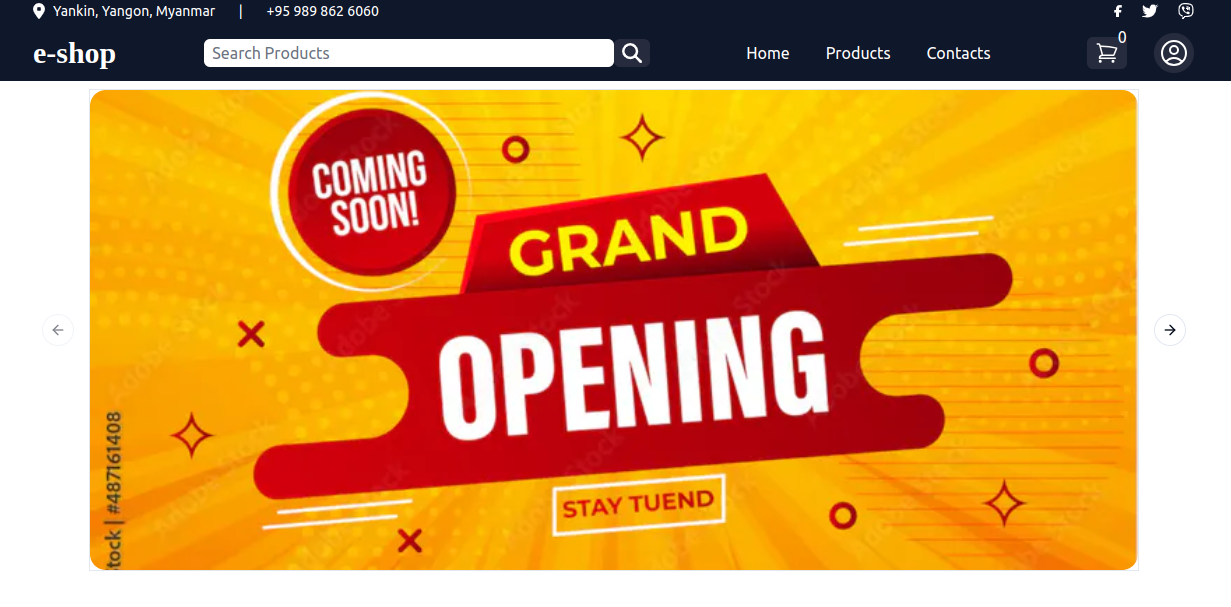 Yankin, Yangon, Myanmar | +95 989 862 6060
e-shop
Search Products
Home Products Contacts
0
COMING
SOON!
GRAND
OPENING
STAY TUEND
tock | #487161408